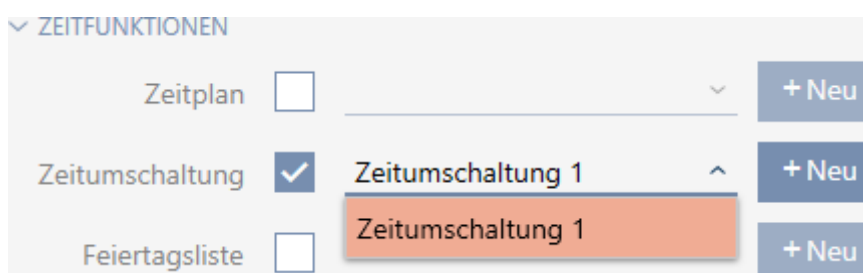 ZEITFUNKTIONEN
Zeitplan + Neu
Zeitumschaltung Zeitumschaltung 1 + Neu
Zeitumschaltung 1
Feiertagsliste + Neu